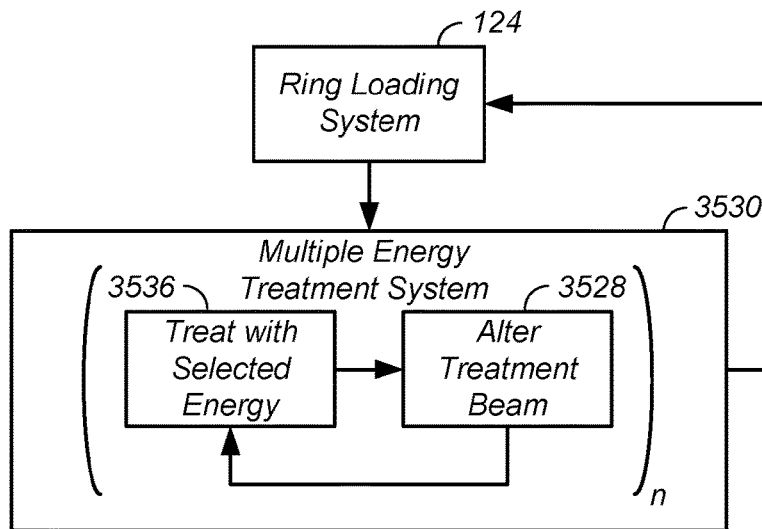 124
Ring Loading
System
3530
Multiple Energy
Treatment System
3536
3528
Treat with
Selected
Energy
Alter
Treatment
Beam
n